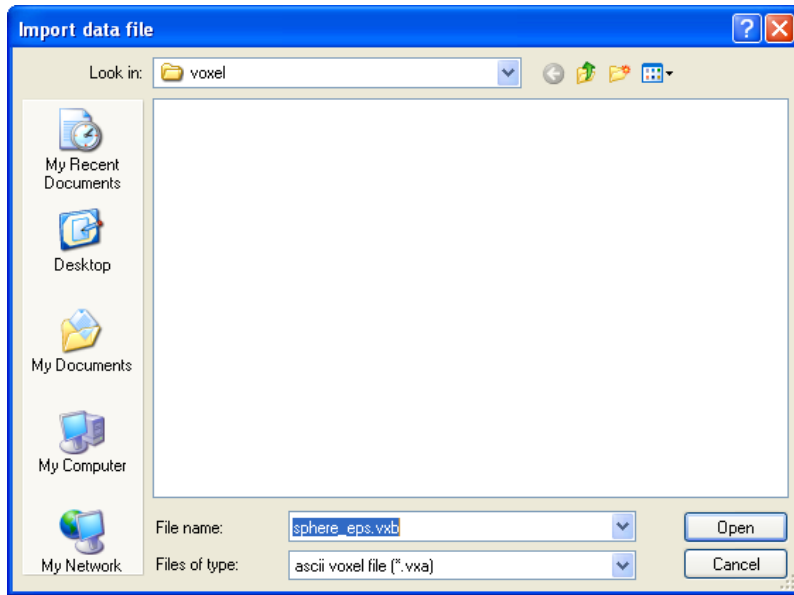 Import data file
Look in: voxel
My Recent
Documents
Desktop
My Documents
My Computer
My Network
File name: sphere_eps.vxb Open
Files of type: ascii voxel file (*.vxa) Cancel